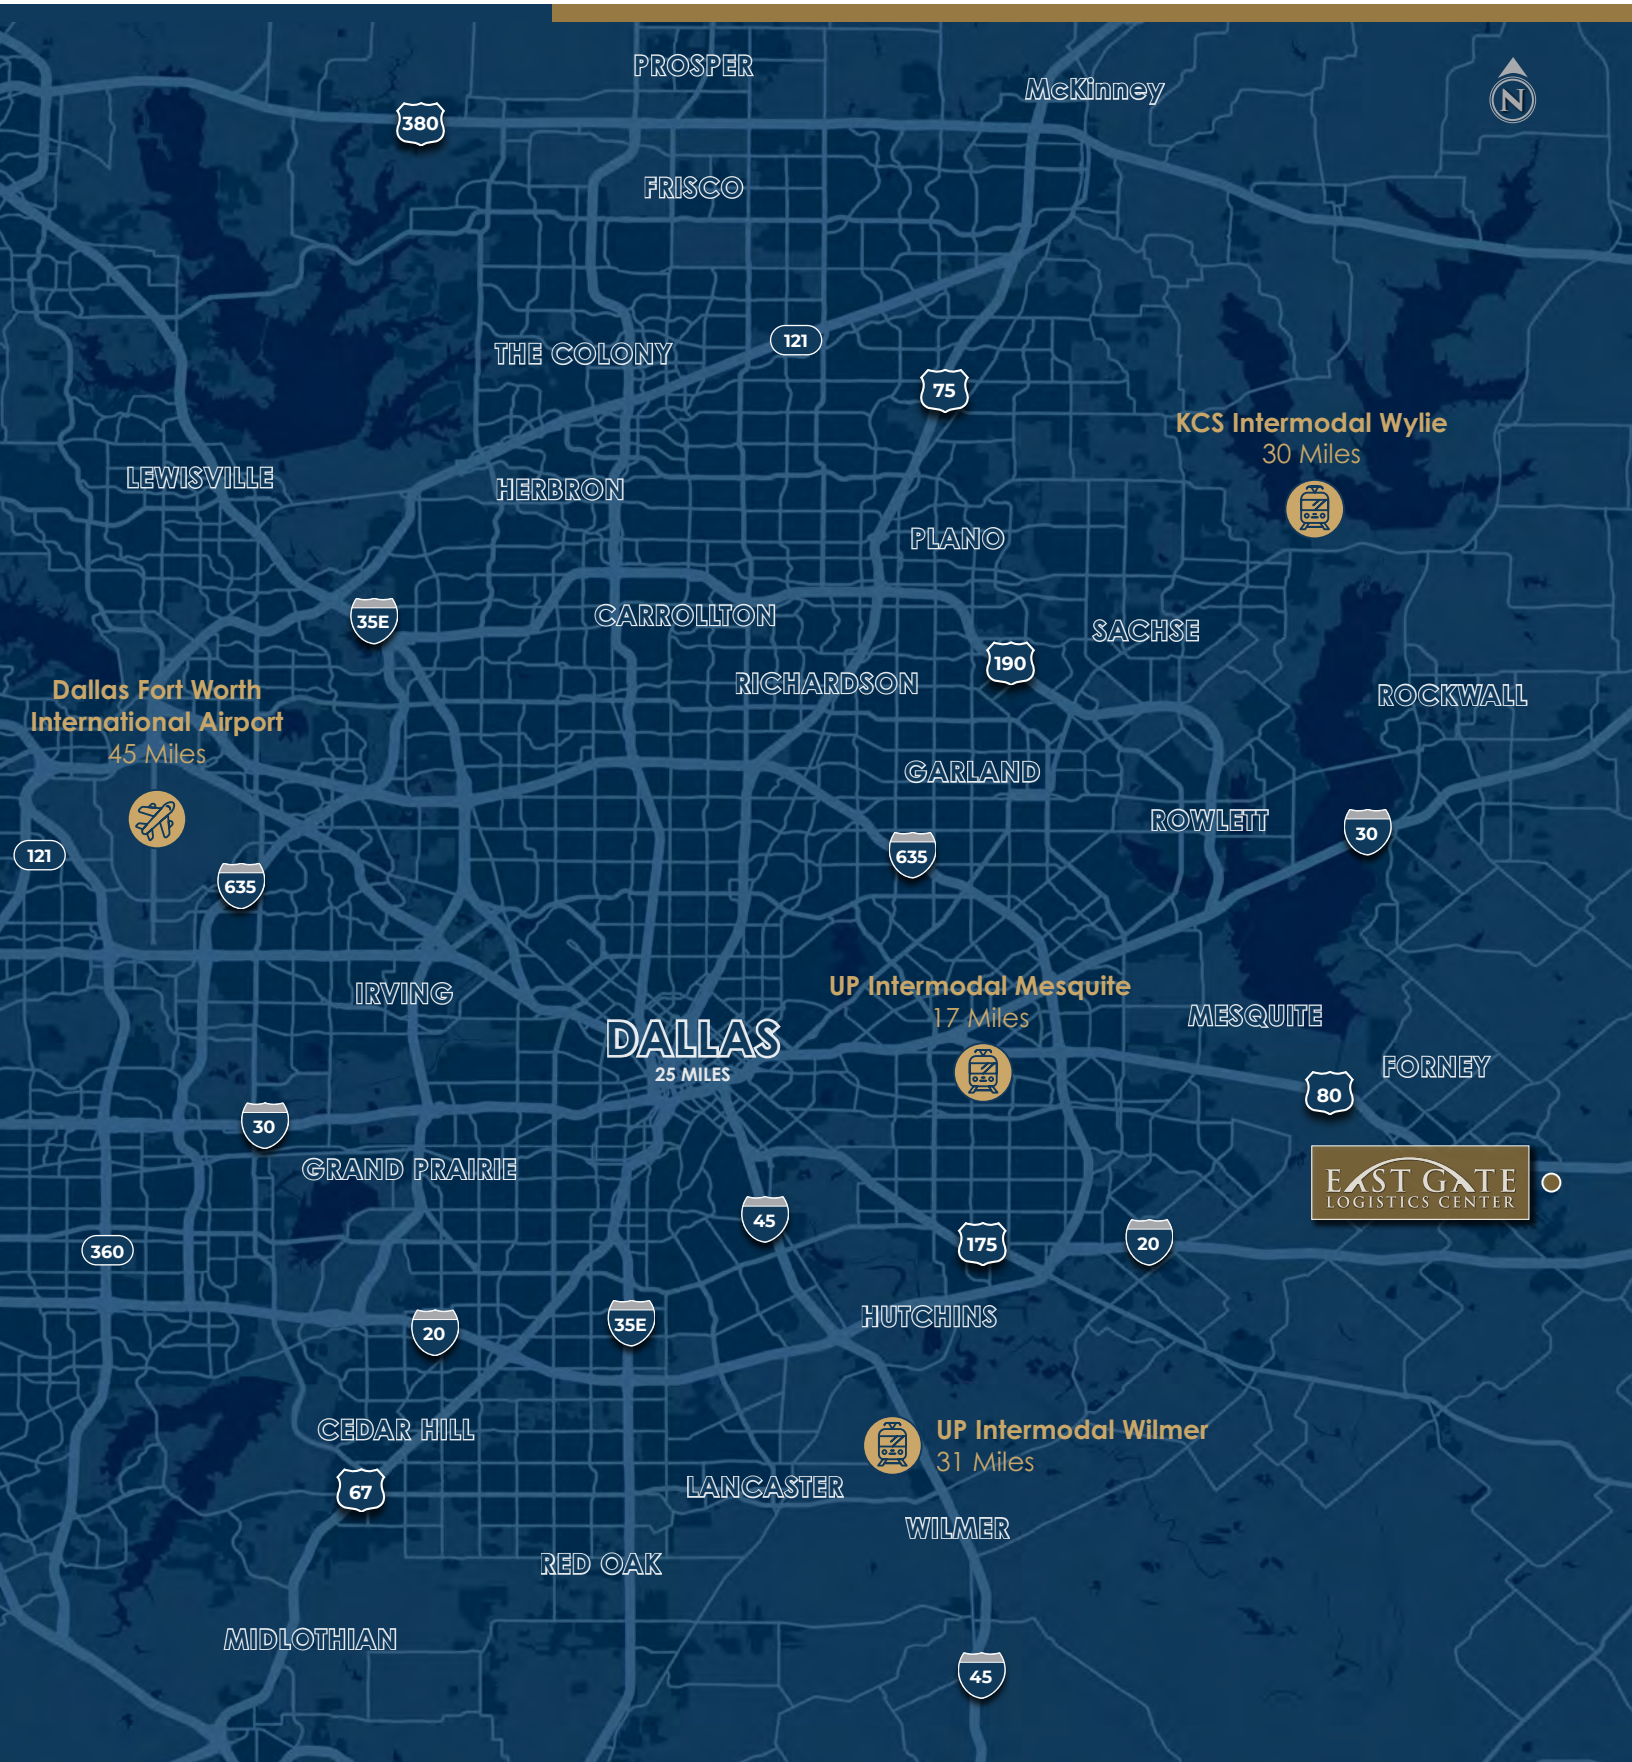 PROSPER
McKinney
N
380
FRISCO
THE COLONY
121
75
KCS Intermodal Wylie
30 Miles
LEWISVILLE
HERBRON
PLANO
35E
CARROLLTON
SACHSE
190
RICHARDSON
Dallas Fort Worth
International Airport
45 Miles
ROCKWALL
GARLAND
ROWLETT
30
121
635
635
IRVING
UP Intermodal Mesquite
17 Miles
MESQUITE
DALLAS
25 MILES
FORNEY
80
30
GRAND PRAIRIE
EAST GATE
LOGISTICS CENTER
45
360
175
20
HUTCHINS
20
35E
CEDAR HILL
UP Intermodal Wilmer
31 Miles
67
LANCASTER
WILMER
RED OAK
MIDLOTHIAN
45